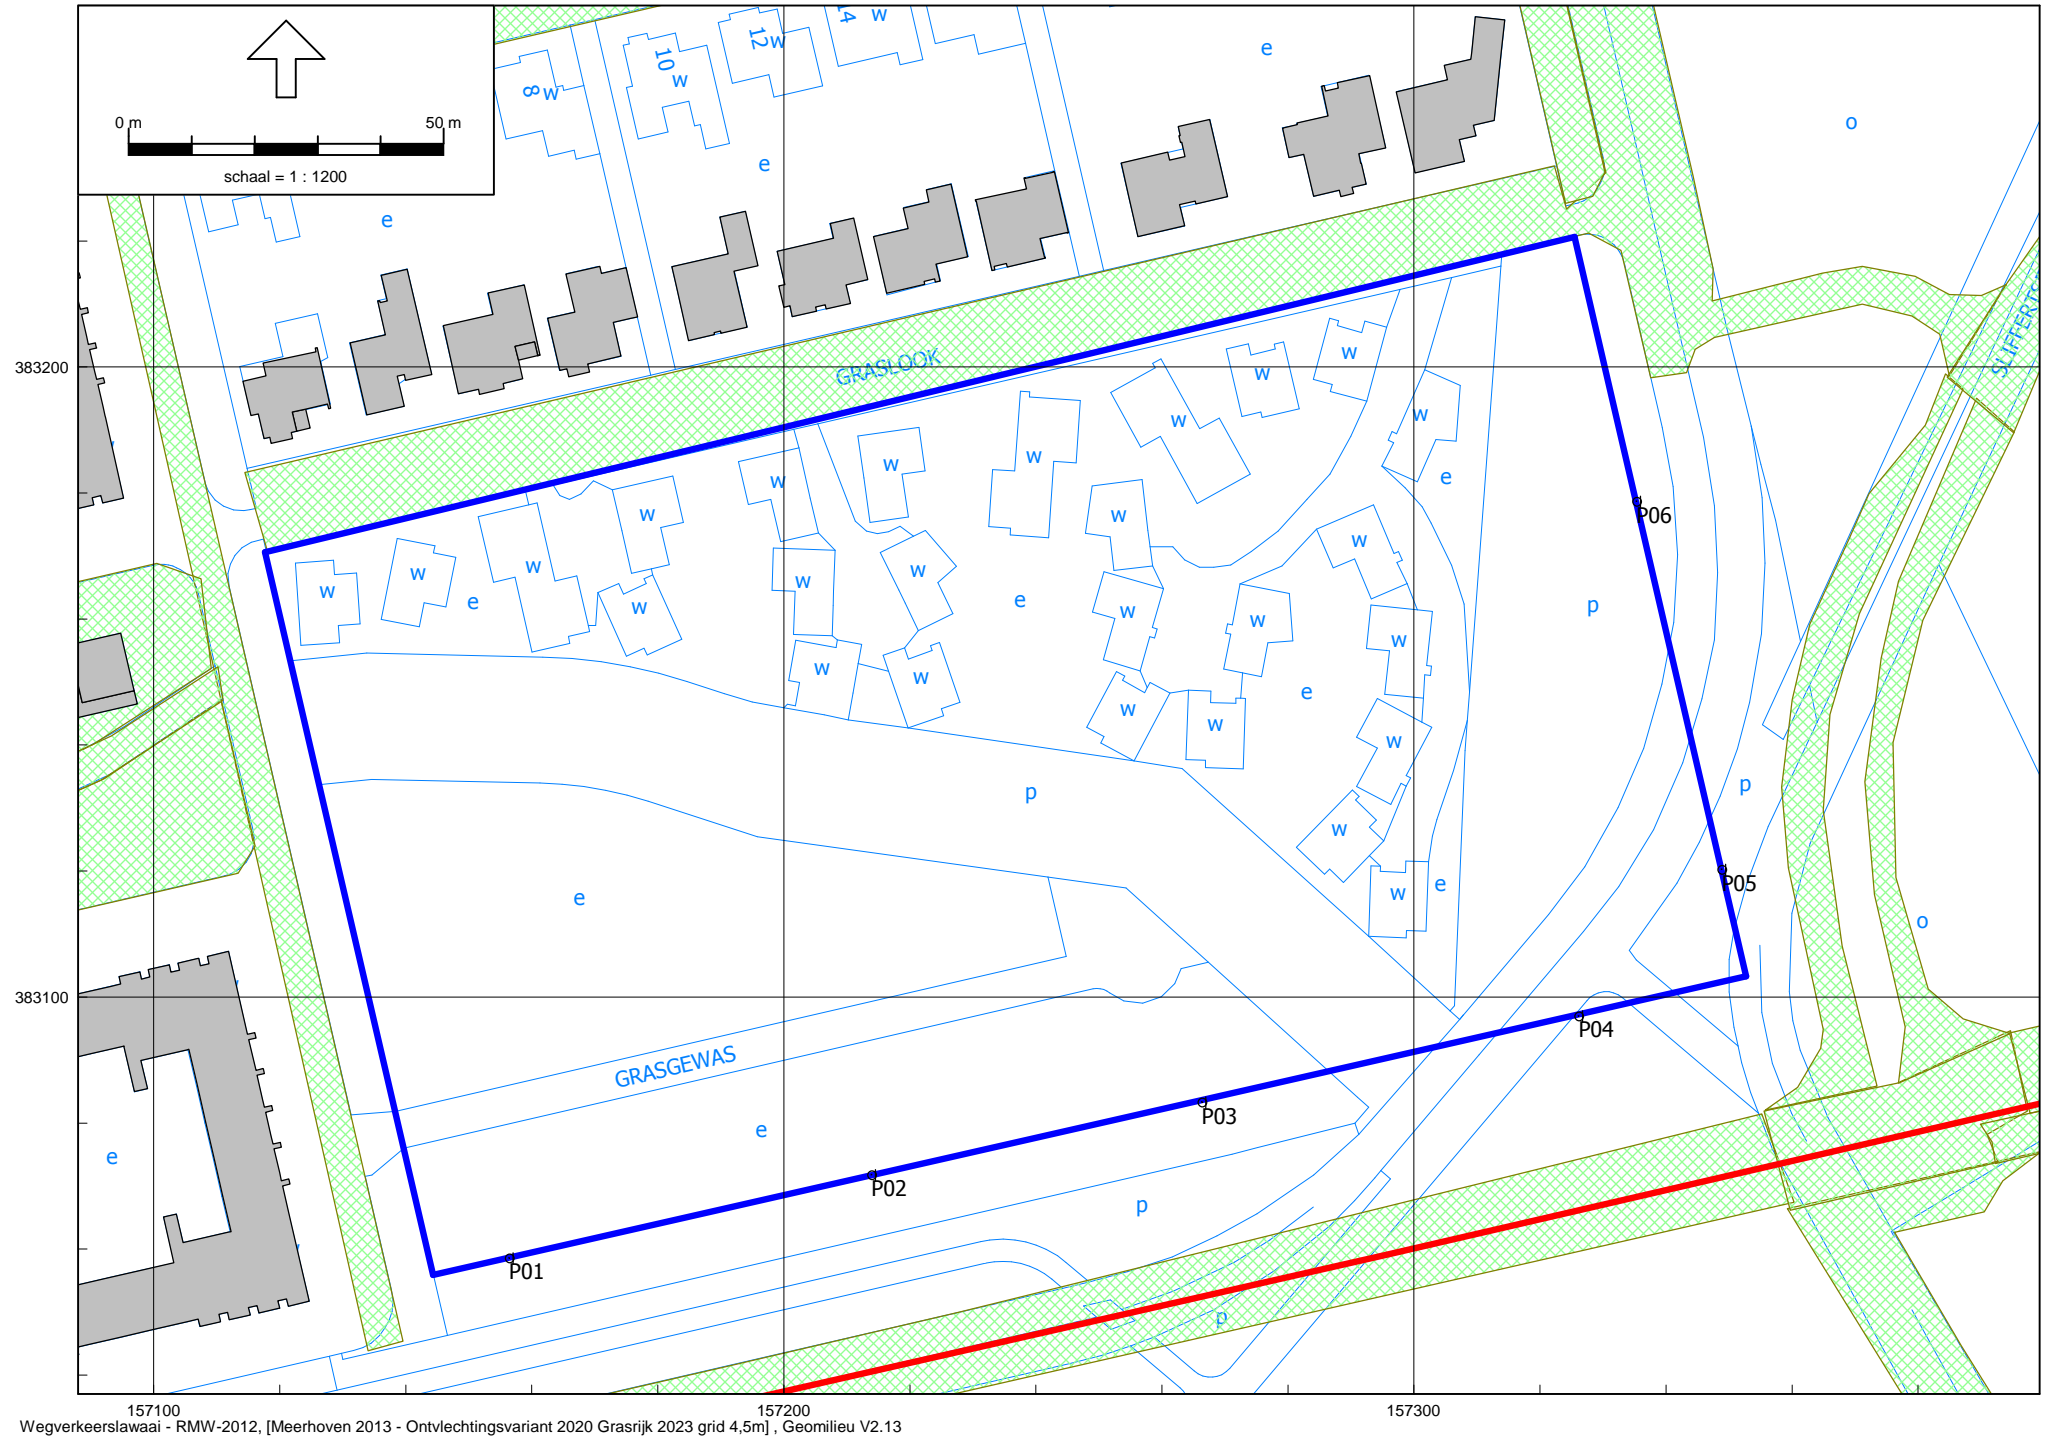 0 m 50 m
schaal = 1 : 1200
8 w
10
w
12 w
14 w
e
e
e
o
SLIFFERTS
383200
GRASLOOK
w
w
w
w
w
w
w
w
w
e
P06
w
w
w
w
w
w
w
e
w
w
e
w
w
w
p
w
w
w
w
e
w
w
w
p
p
w
P05
e
w
e
o
383100
P04
GRASGEWAS
P03
e
e
P02
p
P01
p
157100 157200 157300
Wegverkeerslawaai - RMW-2012, [Meerhoven 2013 - Ontvlechtingsvariant 2020 Grasrijk 2023 grid 4,5m] , Geomilieu V2.13